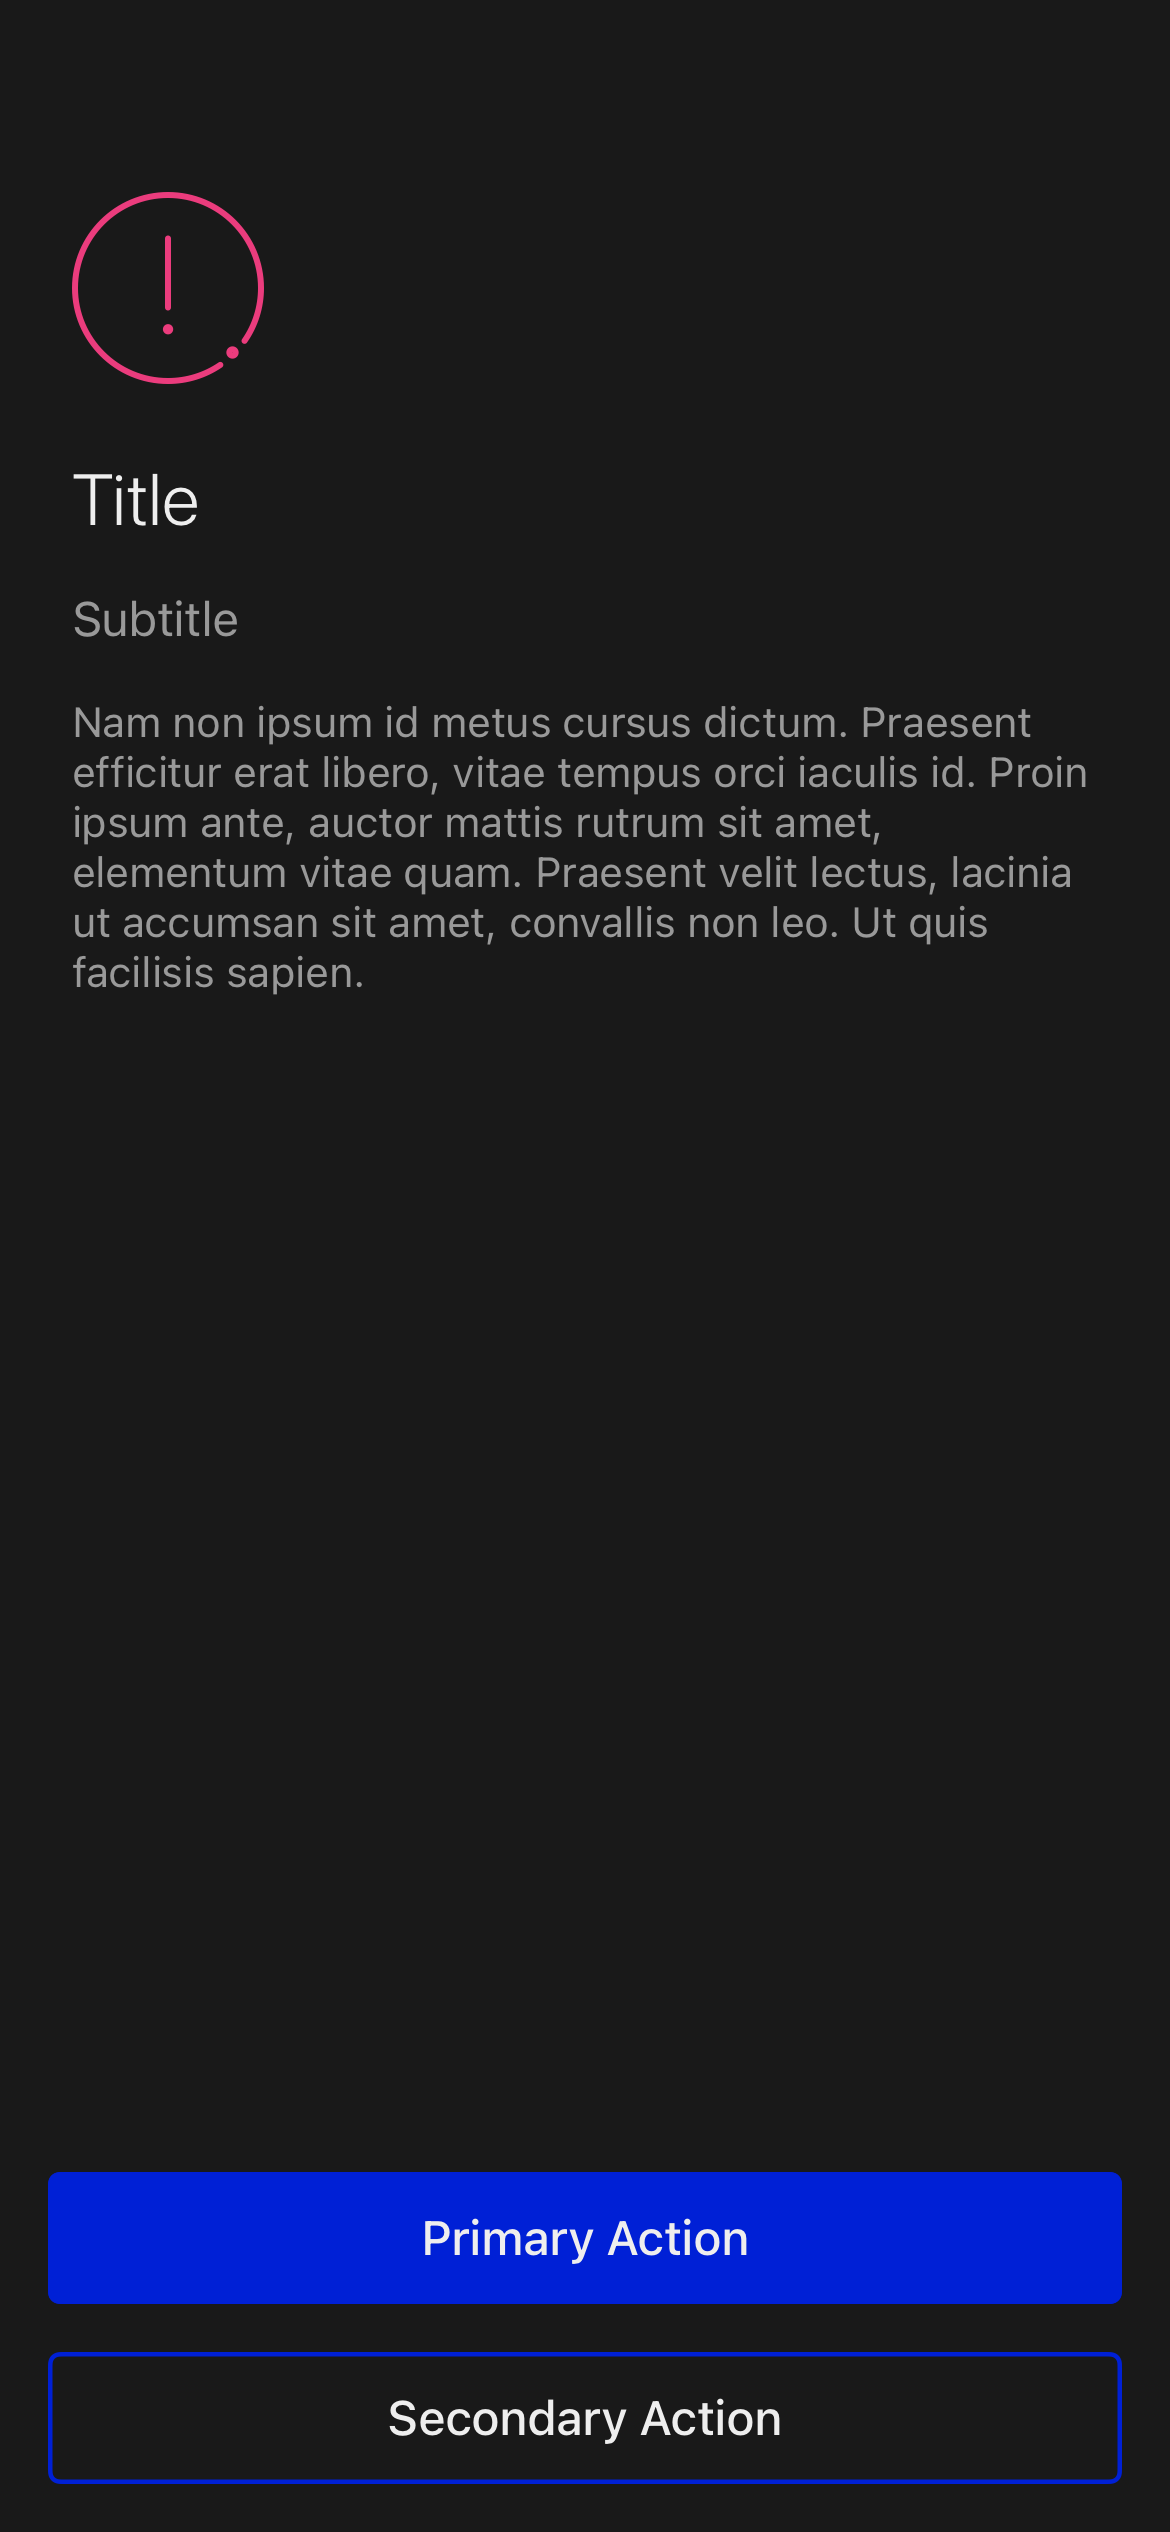 Title
Subtitle
Nam non ipsum id metus cursus dictum. Praesent
efficitur erat libero, vitae tempus orci iaculis id. Proin
ipsum ante, auctor mattis rutrum sit amet,
elementum vitae quam. Praesent velit lectus, lacinia
ut accumsan sit amet, convallis non leo. Ut quis
facilisis sapien.
Primary Action
Secondary Action